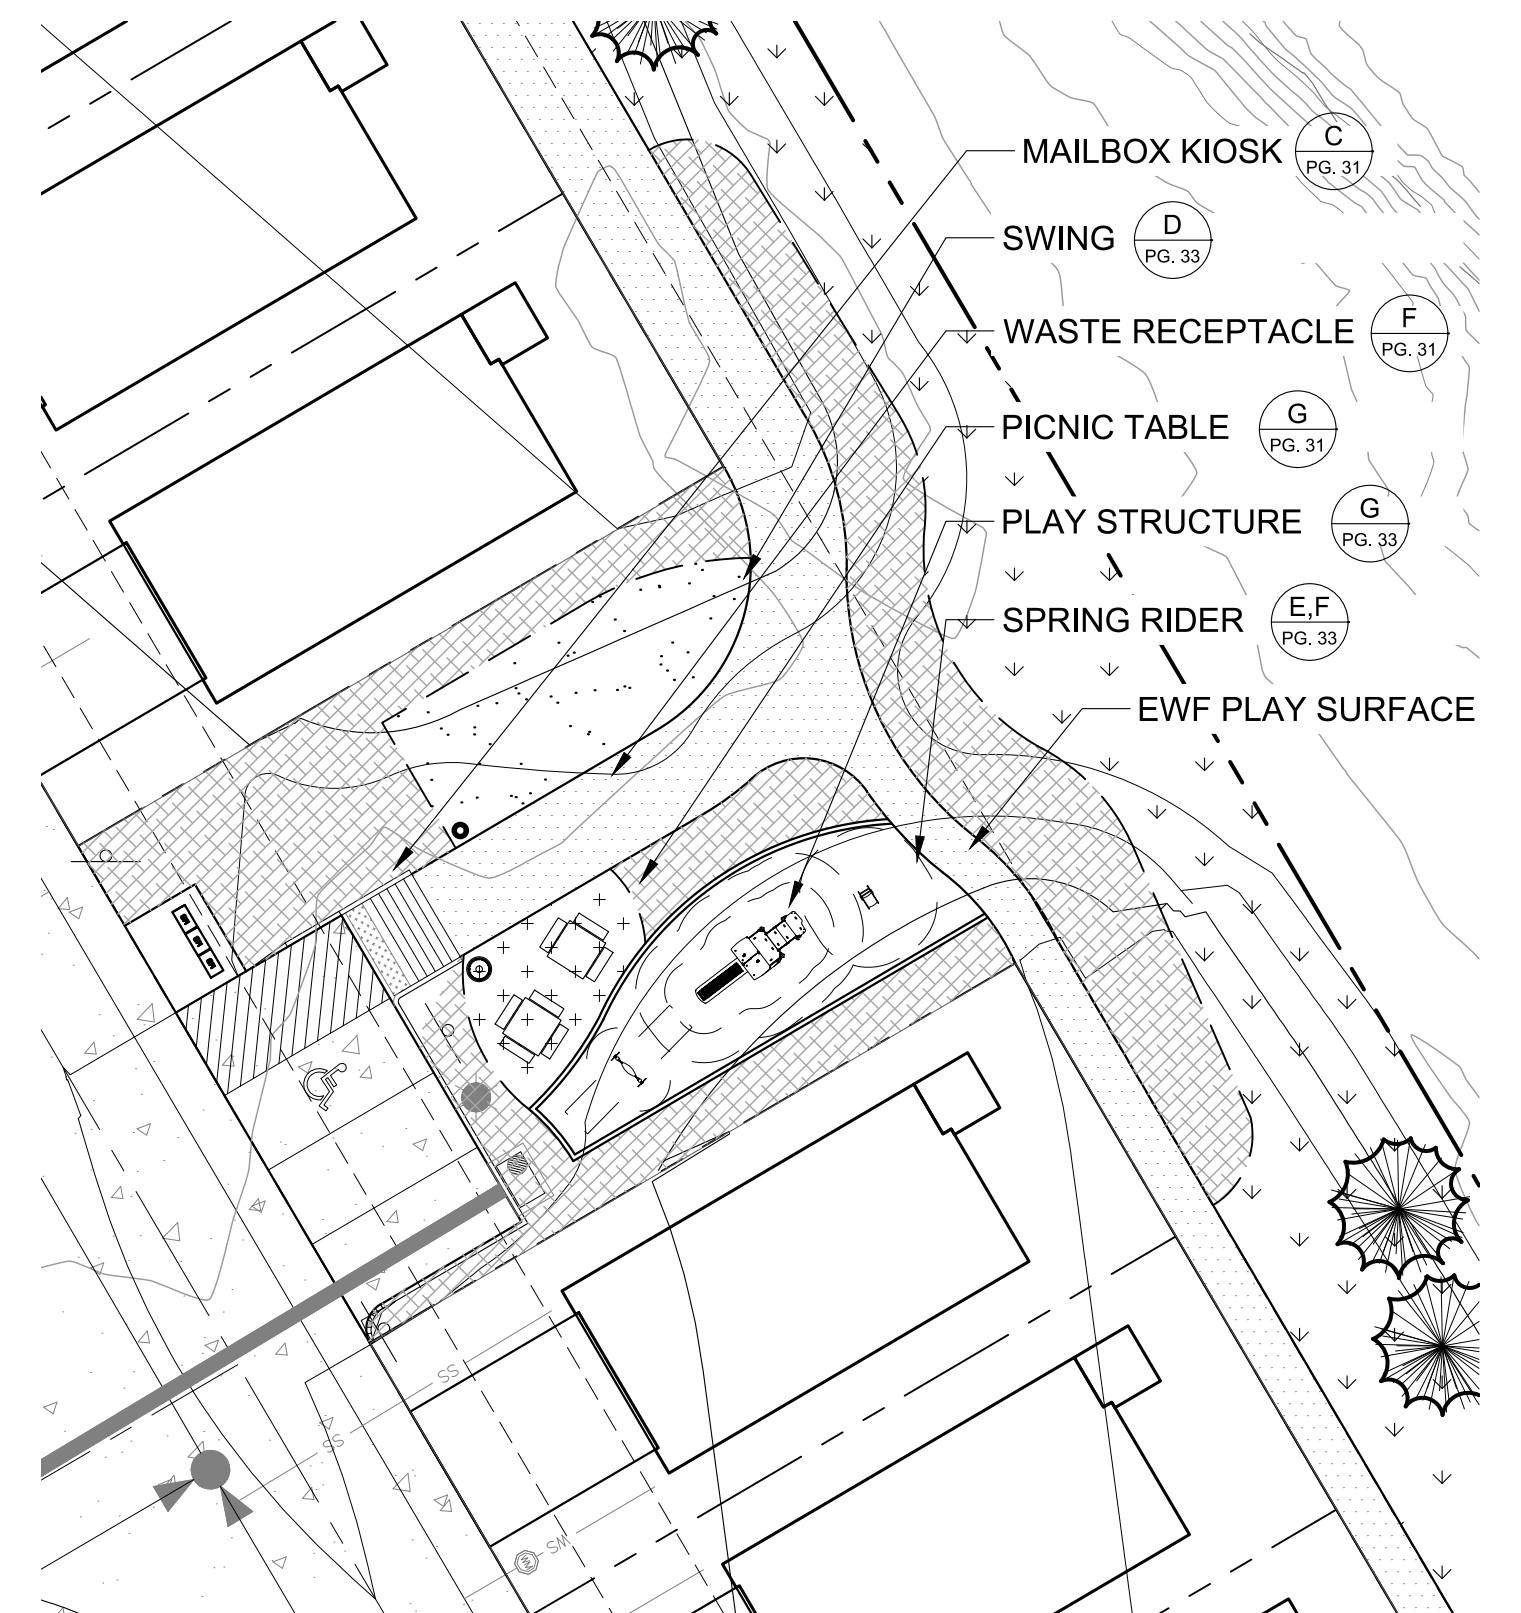 MAILBOX KIOSK
C
PG. 31
SWING
D
PG. 33
WASTE RECEPTACLE
F
PG. 31
PICNIC TABLE
G
PG. 31
PLAY STRUCTURE
G
PG. 33
SPRING RIDER
E,F
PG. 33
EWF PLAY SURFACE
SS
SS
WS